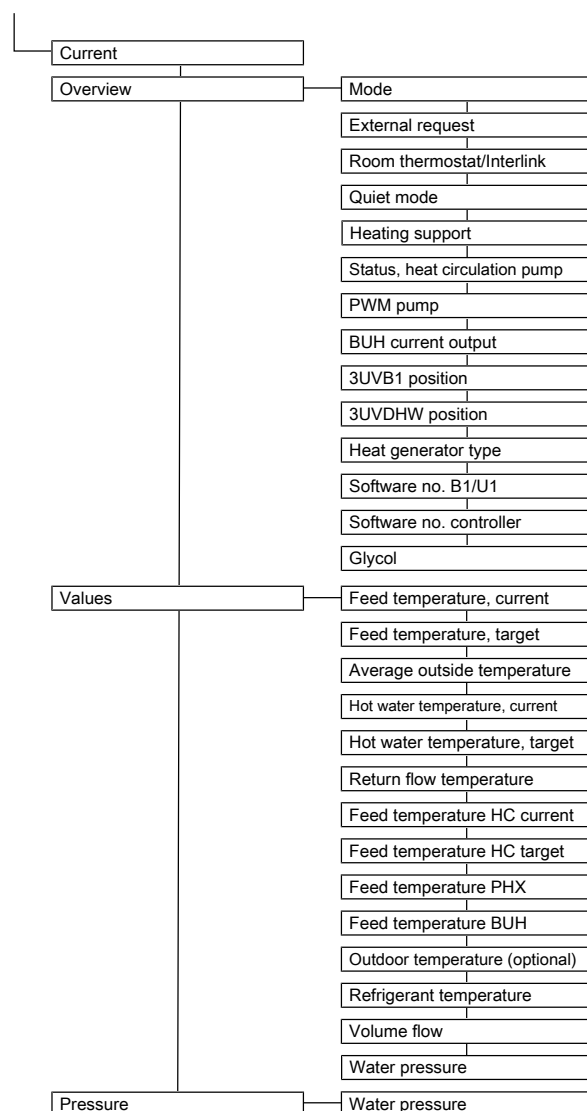 Current
Overview
Mode
External request
Room thermostat/Interlink
Quiet mode
Heating support
Status, heat circulation pump
PWM pump
BUH current output
3UVB1 position
3UVDHW position
Heat generator type
Software no. B1/U1
Software no. controller
Glycol
Values
Feed temperature, current
Feed temperature, target
Average outside temperature
Hot water temperature, current
Hot water temperature, target
Return flow temperature
Feed temperature HC current
Feed temperature HC target
Feed temperature PHX
Feed temperature BUH
Outdoor temperature (optional)
Refrigerant temperature
Volume flow
Water pressure
Pressure
Water pressure